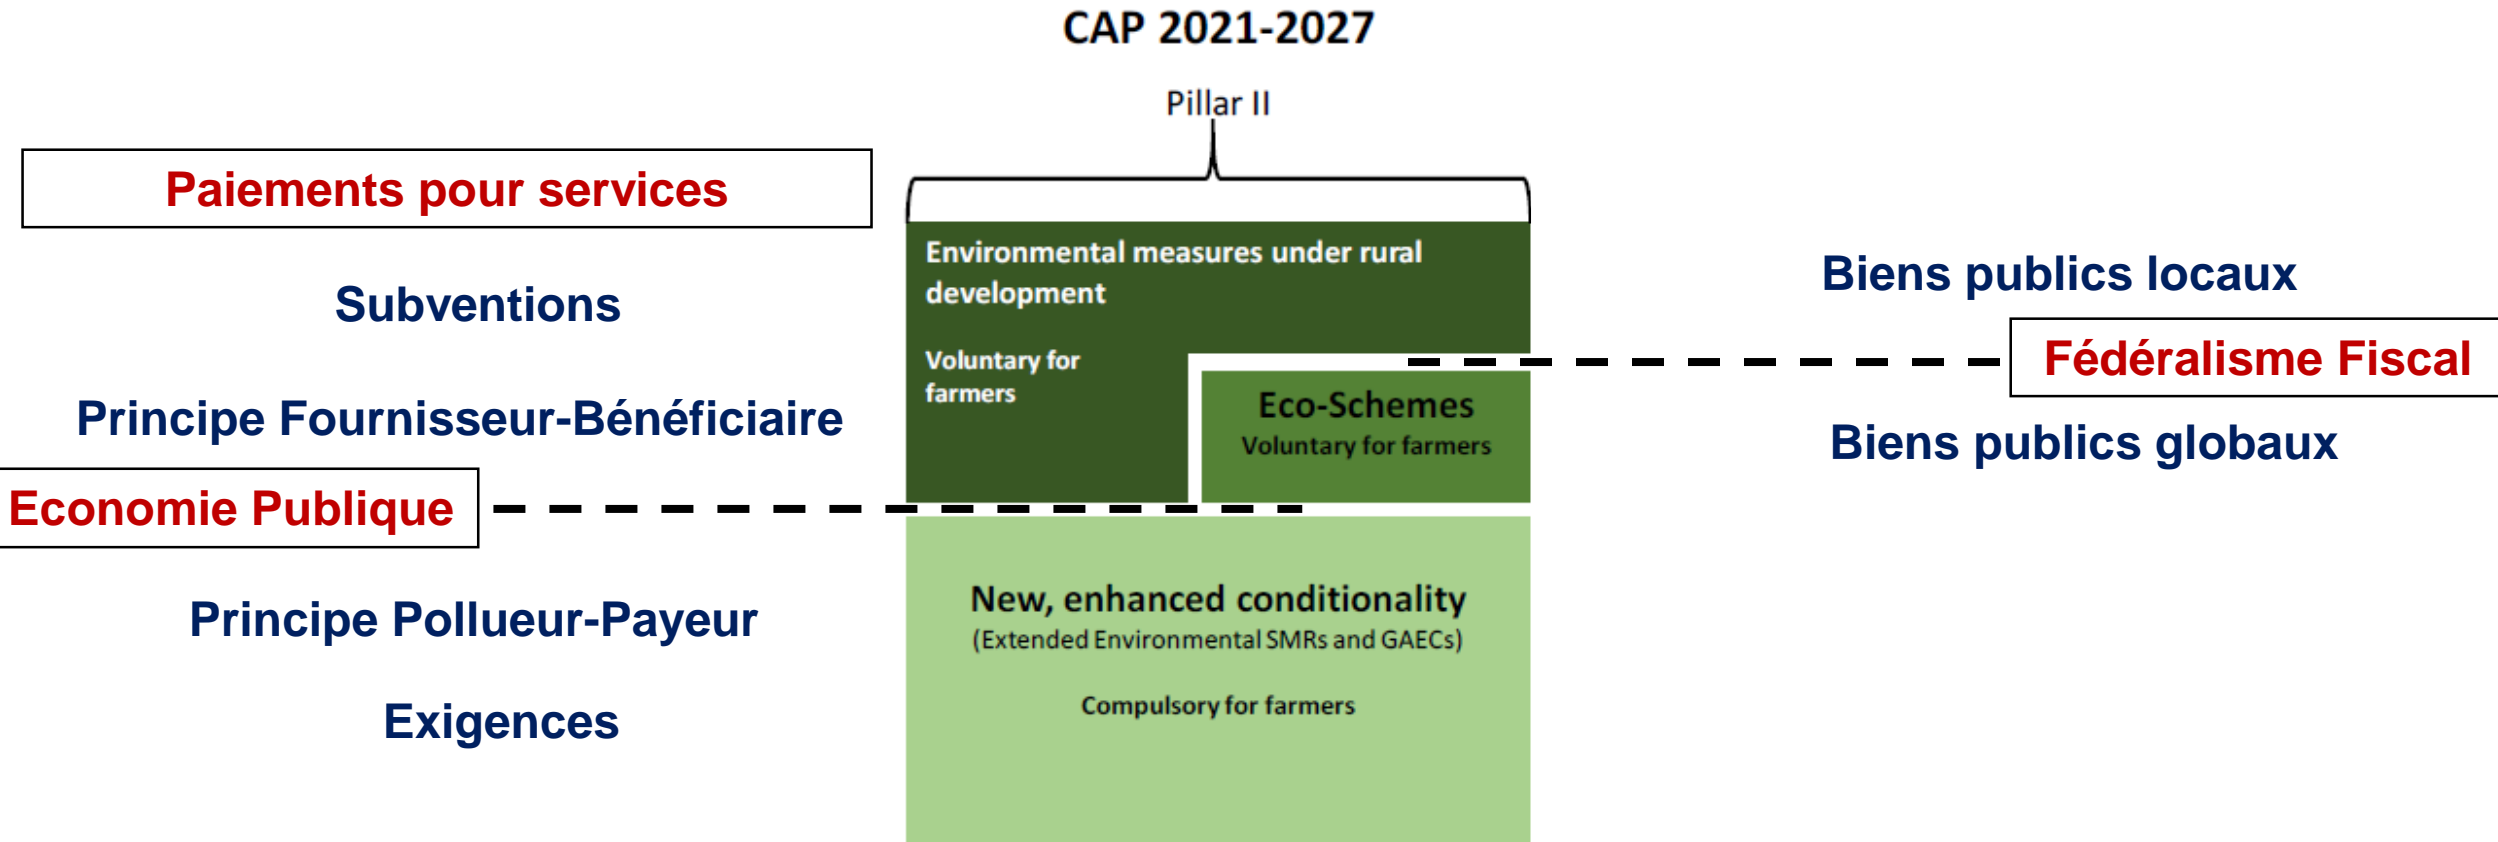 CAP 2021-2027
Pillar II
Paiements pour services
Subventions
Principe Fournisseur-Bénéficiaire
Economie Publique
Principe Pollueur-Payeur
Exigences
Environmental measures under rural
development
Voluntary for
farmers
Eco-Schemes
Voluntary for farmers
New, enhanced conditionality
(Extended Environmental SMRs and GAECs)
Compulsory for farmers
Biens publics locaux
Fédéralisme Fiscal
Biens publics globaux